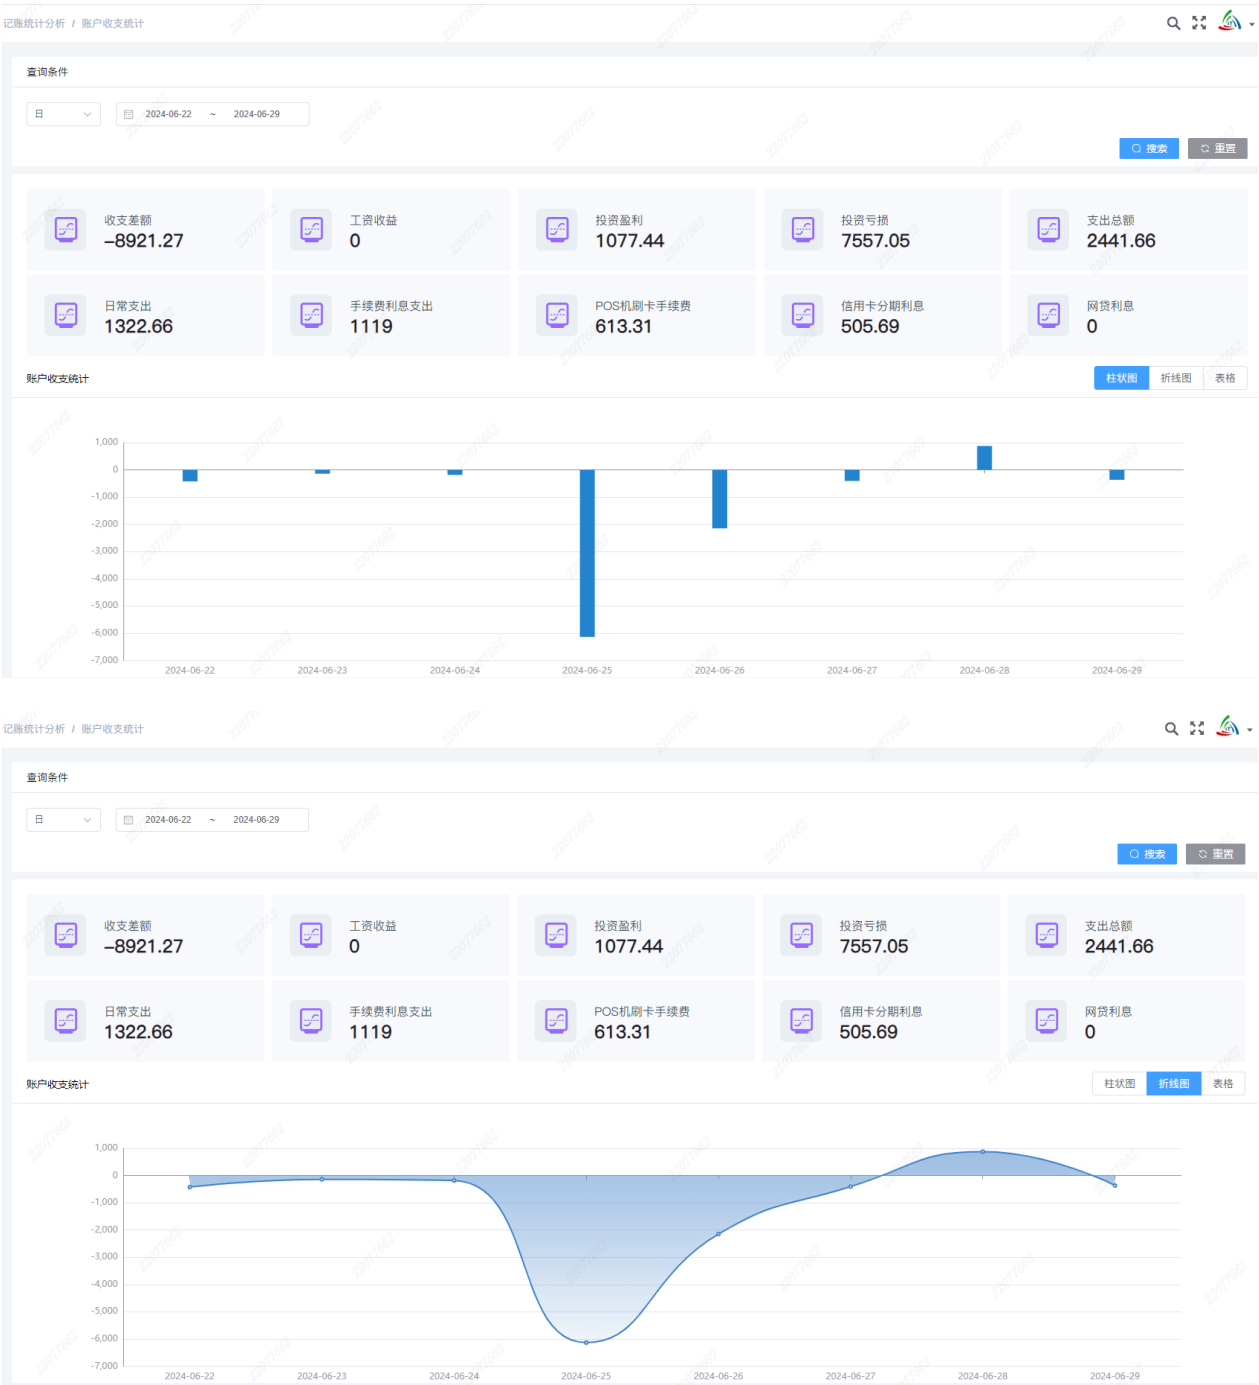 记账统计分析 / 账户收支统计
查询条件
日 2024-06-22 ~ 2024-06-29
搜索 重置
收支差额 工资收益 投资盈利 投资亏损 支出总额
-8921.27 0 1077.44 7557.05 2441.66
日常支出 手续费利息支出 POS机刷卡手续费 信用卡分期利息 网贷利息
1322.66 1119 613.31 505.69 0
账户收支统计 柱状图 折线图 表格
1,000
0
-1,000
-2,000
-3,000
-4,000
-5,000
-6,000
-7,000
2024-06-22 2024-06-23 2024-06-24 2024-06-25 2024-06-26 2024-06-27 2024-06-28 2024-06-29
记账统计分析 / 账户收支统计
查询条件
日 2024-06-22 ~ 2024-06-29
搜索 重置
收支差额 工资收益 投资盈利 投资亏损 支出总额
-8921.27 0 1077.44 7557.05 2441.66
日常支出 手续费利息支出 POS机刷卡手续费 信用卡分期利息 网贷利息
1322.66 1119 613.31 505.69 0
账户收支统计 柱状图 折线图 表格
1,000
0
-1,000
-2,000
-3,000
-4,000
-5,000
-6,000
-7,000
2024-06-22 2024-06-23 2024-06-24 2024-06-25 2024-06-26 2024-06-27 2024-06-28 2024-06-29
22077662